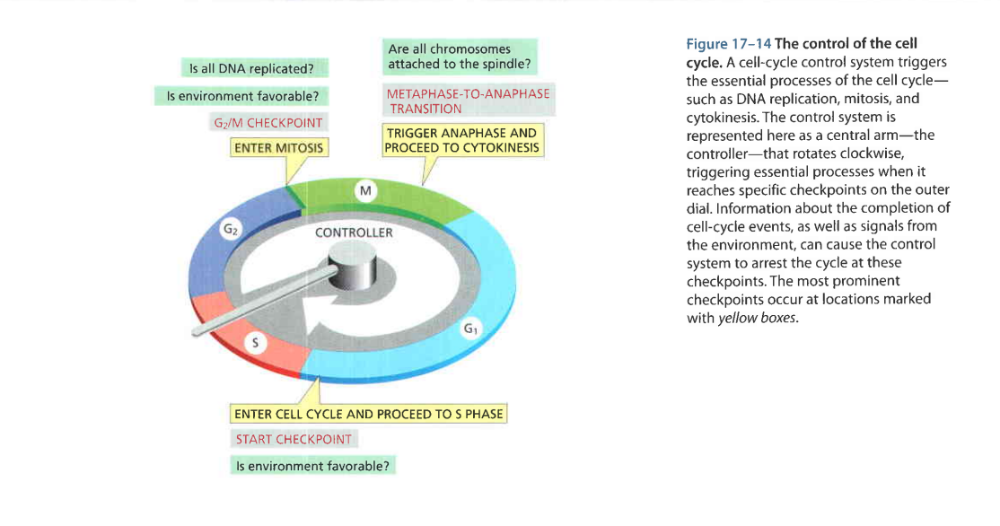 Is all DNA replicated?
Is environment favorable?
G₂/M CHECKPOINT
ENTER MITOSIS
Are all chromosomes
attached to the spindle?
METAPHASE-TO-ANAPHASE
TRANSITION
TRIGGER ANAPHASE AND
PROCEED TO CYTOKINESIS
M
G₂
CONTROLLER
G₁
S
ENTER CELL CYCLE AND PROCEED TO S PHASE
START CHECKPOINT
Is environment favorable?
Figure 17–14 The control of the cell
cycle. A cell-cycle control system triggers
the essential processes of the cell cycle—
such as DNA replication, mitosis, and
cytokinesis. The control system is
represented here as a central arm—the
controller—that rotates clockwise,
triggering essential processes when it
reaches specific checkpoints on the outer
dial. Information about the completion of
cell-cycle events, as well as signals from
the environment, can cause the control
system to arrest the cycle at these
checkpoints. The most prominent
checkpoints occur at locations marked
with yellow boxes.